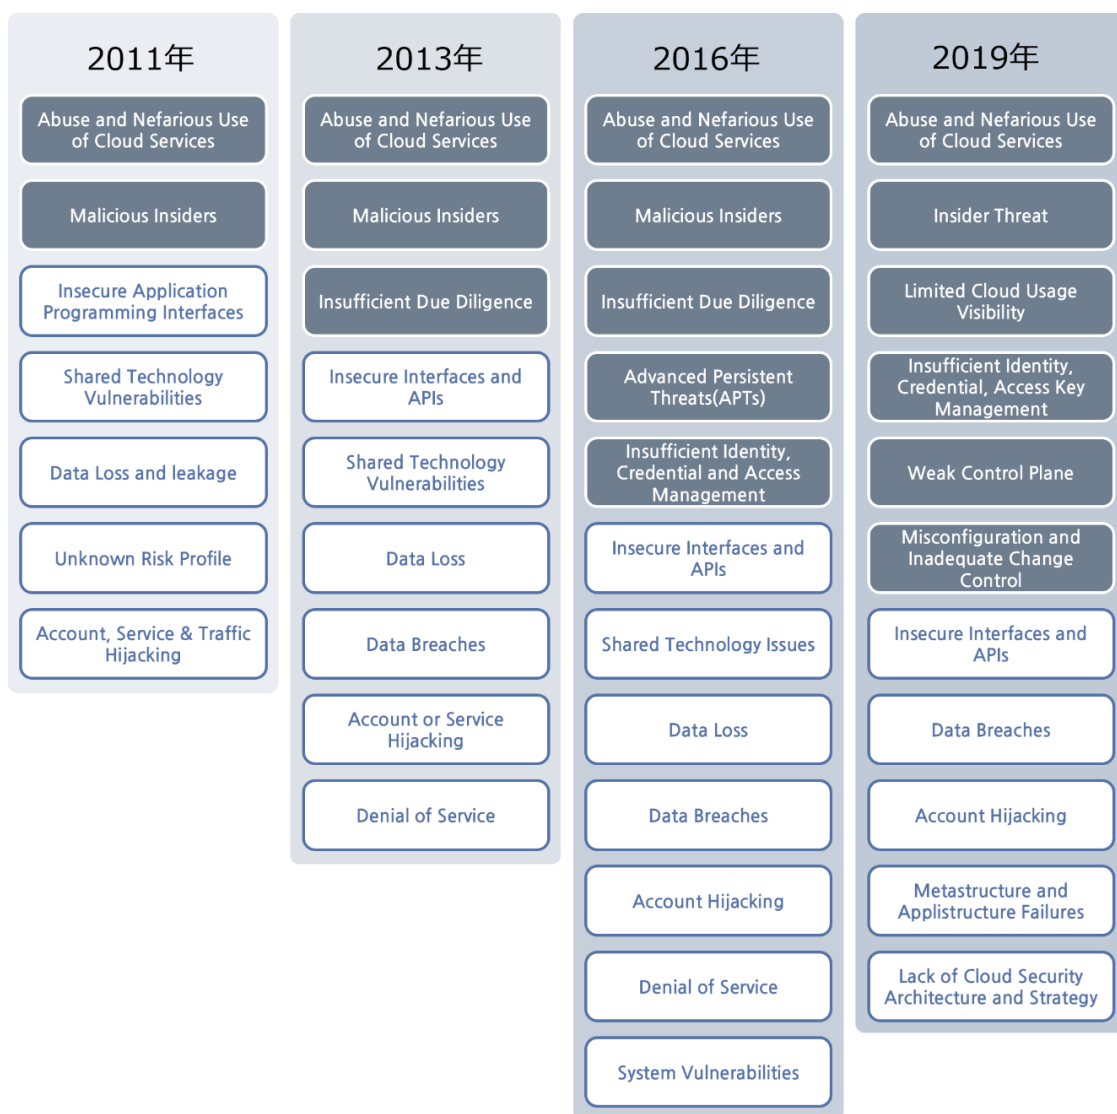 2011年
Abuse and Nefarious Use
of Cloud Services
Malicious Insiders
Insecure Application
Programming Interfaces
Shared Technology
Vulnerabilities
Data Loss and leakage
Unknown Risk Profile
Account, Service & Traffic
Hijacking
2013年
Abuse and Nefarious Use
of Cloud Services
Malicious Insiders
Insufficient Due Diligence
Insecure Interfaces and
APIs
Shared Technology
Vulnerabilities
Data Loss
Data Breaches
Account or Service
Hijacking
Denial of Service
2016年
Abuse and Nefarious Use
of Cloud Services
Malicious Insiders
Insufficient Due Diligence
Advanced Persistent
Threats(APTs)
Insufficient Identity,
Credential and Access
Management
Insecure Interfaces and
APIs
Shared Technology Issues
Data Loss
Data Breaches
Account Hijacking
Denial of Service
System Vulnerabilities
2019年
Abuse and Nefarious Use
of Cloud Services
Insider Threat
Limited Cloud Usage
Visibility
Insufficient Identity,
Credential, Access Key
Management
Weak Control Plane
Misconfiguration and
Inadequate Change
Control
Insecure Interfaces and
APIs
Data Breaches
Account Hijacking
Metastructure and
Applistructure Failures
Lack of Cloud Security
Architecture and Strategy